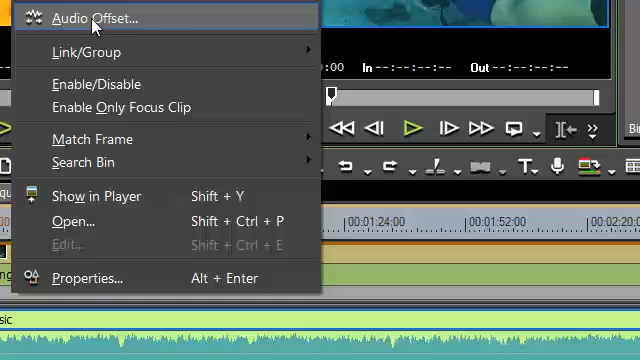 Audio Offset...
:00 In --:--:--:-- Out --:--:--:--
Link/Group
Enable/Disable
Enable Only Focus Clip
Bin
Match Frame
Search Bin
T
Show in Player Shift + Y
Open... Shift + Ctrl + P
00:01:24:00 00:01:52:00 00:02:20:0
Edit... Shift + Ctrl + E
Properties... Alt + Enter
sic